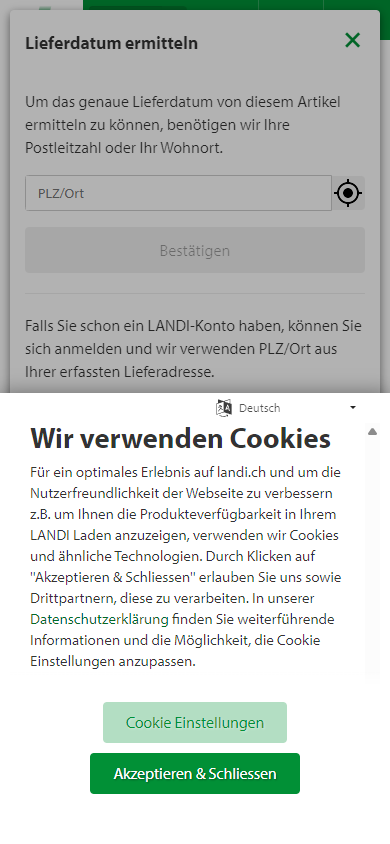 Lieferdatum ermitteln
Um das genaue Lieferdatum von diesem Artikel
ermitteln zu können, benötigen wir Ihre
Postleitzahl oder Ihr Wohnort.
PLZ/Ort
Bestätigen
Falls Sie schon ein LANDI-Konto haben, können Sie
sich anmelden und wir verwenden PLZ/Ort aus
Ihrer erfassten Lieferadresse.
Deutsch
Wir verwenden Cookies
Für ein optimales Erlebnis auf landi.ch und um die
Nutzerfreundlichkeit der Webseite zu verbessern
z.B. um Ihnen die Produkteverfügbarkeit in Ihrem
LANDI Laden anzuzeigen, verwenden wir Cookies
und ähnliche Technologien. Durch Klicken auf
"Akzeptieren & Schliessen" erlauben Sie uns sowie
Drittpartnern, diese zu verarbeiten. In unserer
Datenschutzerklärung finden Sie weiterführende
Informationen und die Möglichkeit, die Cookie
Einstellungen anzupassen.
Cookie Einstellungen
Akzeptieren & Schliessen